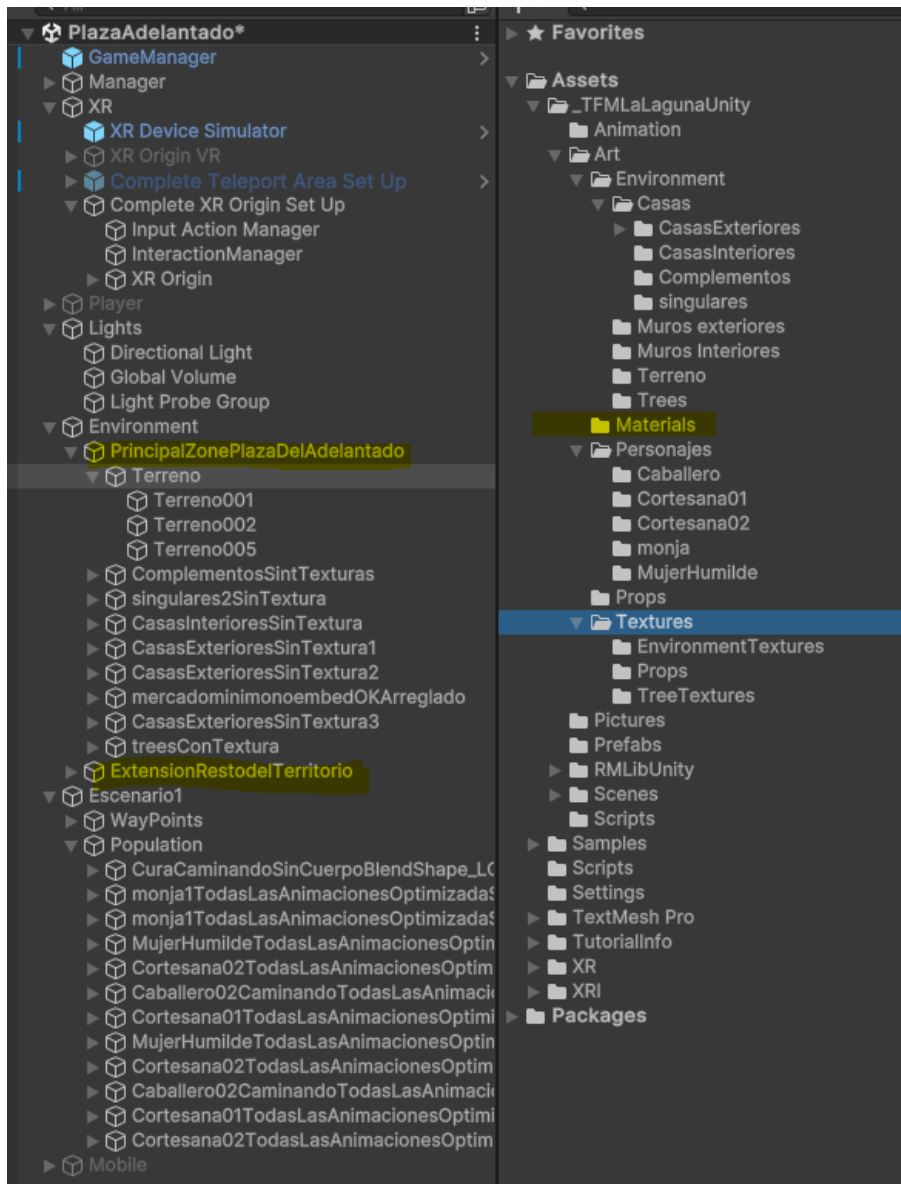 PlazaAdelantado*
GameManager
Manager
XR
XR Device Simulator
XR Origin VR
Complete Teleport Area Set Up
Complete XR Origin Set Up
Input Action Manager
InteractionManager
XR Origin
Player
Lights
Directional Light
Global Volume
Light Probe Group
Environment
PrincipalZonePlazaDelAdelantado
Terreno
Terreno001
Terreno002
Terreno005
ComplementosSintTexturas
singulares2SinTextura
CasasInterioresSinTextura
CasasExterioresSinTextura1
CasasExterioresSinTextura2
mercadominimonoembedOKArreglado
CasasExterioresSinTextura3
treesConTextura
ExtensionRestodelTerritorio
Escenario1
WayPoints
Population
CuraCaminandoSinCuerpoBlendShape_L
monja1TodasLasAnimacionesOptimizada
monja1TodasLasAnimacionesOptimizada
MujerHumildeTodasLasAnimacionesOptin
Cortesana02TodasLasAnimacionesOptim
Caballero02CaminandoTodasLasAnimaci
Cortesana01TodasLasAnimacionesOptimi
MujerHumildeTodasLasAnimacionesOptin
Cortesana02TodasLasAnimacionesOptim
Caballero02CaminandoTodasLasAnimaci
Cortesana01TodasLasAnimacionesOptimi
Cortesana02TodasLasAnimacionesOptim
Mobile
Favorites
Assets
_TFMLaLagunaUnity
Animation
Art
Environment
Casas
CasasExteriores
CasasInteriores
Complementos
singulares
Muros exteriores
Muros Interiores
Terreno
Trees
Materials
Personajes
Caballero
Cortesana01
Cortesana02
monja
MujerHumilde
Props
Textures
EnvironmentTextures
Props
TreeTextures
Pictures
Prefabs
RMLibUnity
Scenes
Scripts
Samples
Scripts
Settings
TextMesh Pro
TutorialInfo
XR
XRI
Packages